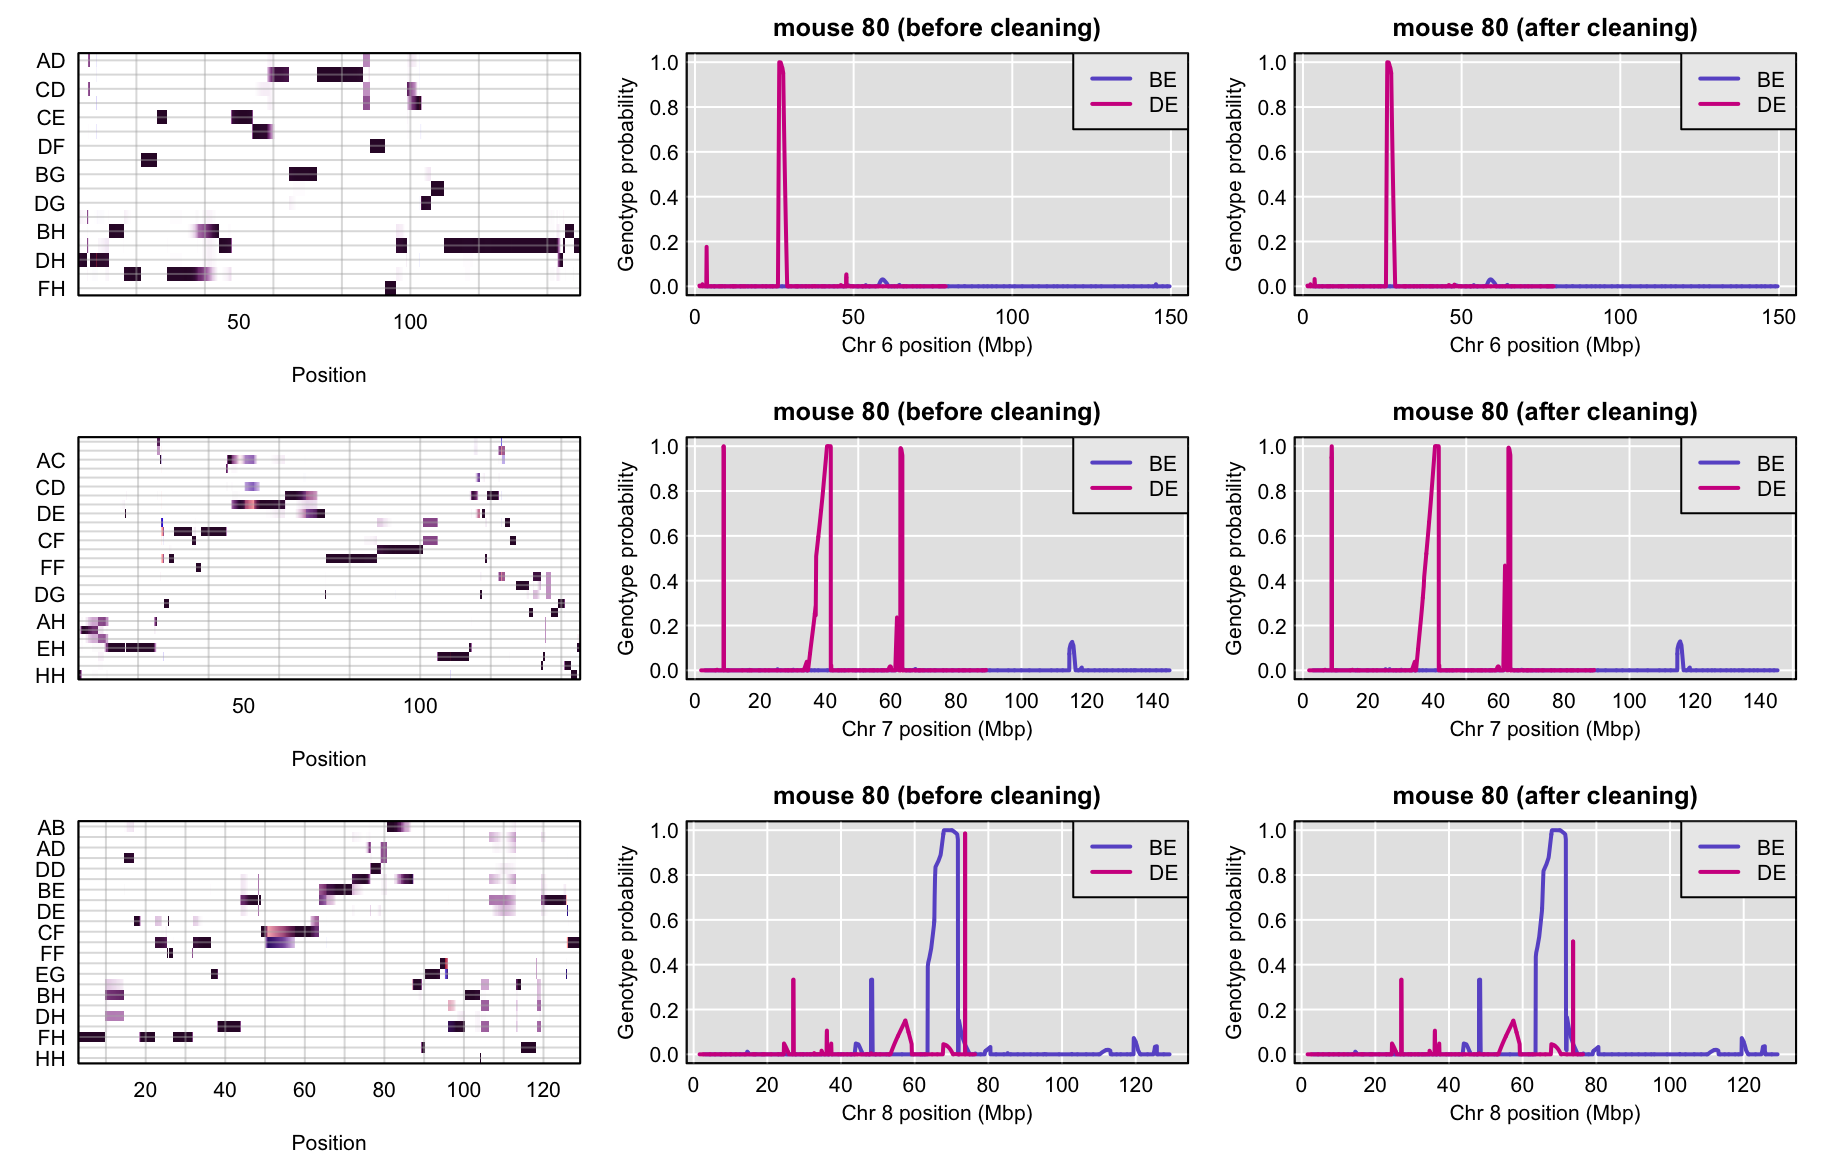 AD
CD
CE
DF
BG
DG
BH
DH
FH
50 100
Position
mouse 80 (before cleaning)
Genotype probability
1.0
0.8
0.6
0.4
0.2
0.0
BE
DE
0 50 100 150
Chr 6 position (Mbp)
mouse 80 (after cleaning)
Genotype probability
1.0
0.8
0.6
0.4
0.2
0.0
BE
DE
0 50 100 150
Chr 6 position (Mbp)
AC
CD
DE
CF
FF
DG
AH
EH
HH
50 100
Position
mouse 80 (before cleaning)
Genotype probability
1.0
0.8
0.6
0.4
0.2
0.0
BE
DE
0 20 40 60 80 100 120 140
Chr 7 position (Mbp)
mouse 80 (after cleaning)
Genotype probability
1.0
0.8
0.6
0.4
0.2
0.0
BE
DE
0 20 40 60 80 100 120 140
Chr 7 position (Mbp)
AB
AD
DD
BE
DE
CF
FF
EG
BH
DH
FH
HH
20 40 60 80 100 120
Position
mouse 80 (before cleaning)
Genotype probability
1.0
0.8
0.6
0.4
0.2
0.0
BE
DE
0 20 40 60 80 100 120
Chr 8 position (Mbp)
mouse 80 (after cleaning)
Genotype probability
1.0
0.8
0.6
0.4
0.2
0.0
BE
DE
0 20 40 60 80 100 120
Chr 8 position (Mbp)